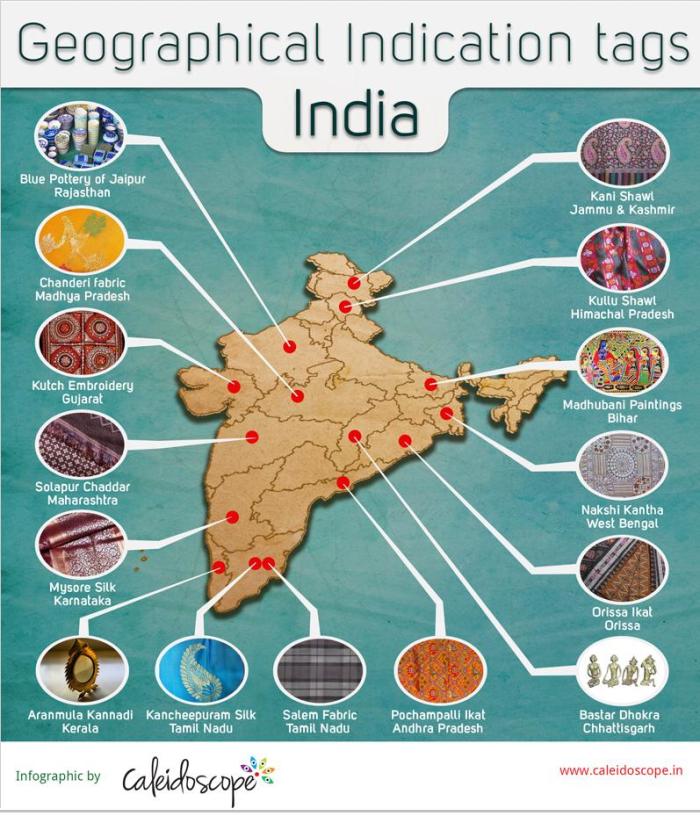 Geographical Indication tags
India
Blue Pottery of Jaipur
Rajasthan
Chanderi fabric
Madhya Pradesh
Kutch Embroidery
Gujarat
Solapur Chaddar
Maharashtra
Mysore Silk
Karnataka
Kani Shawl
Jammu & Kashmir
Kullu Shawl
Himachal Pradesh
Madhubani Paintings
Bihar
Nakshi Kantha
West Bengal
Orissa Ikat
Orissa
Aranmula Kannadi
Kerala
Kancheepuram Silk
Tamil Nadu
Salem Fabric
Tamil Nadu
Pochampalli Ikat
Andhra Pradesh
Bastar Dhokra
Chhattisgarh
Infographic by
caleidoscope
www.caleidoscope.in